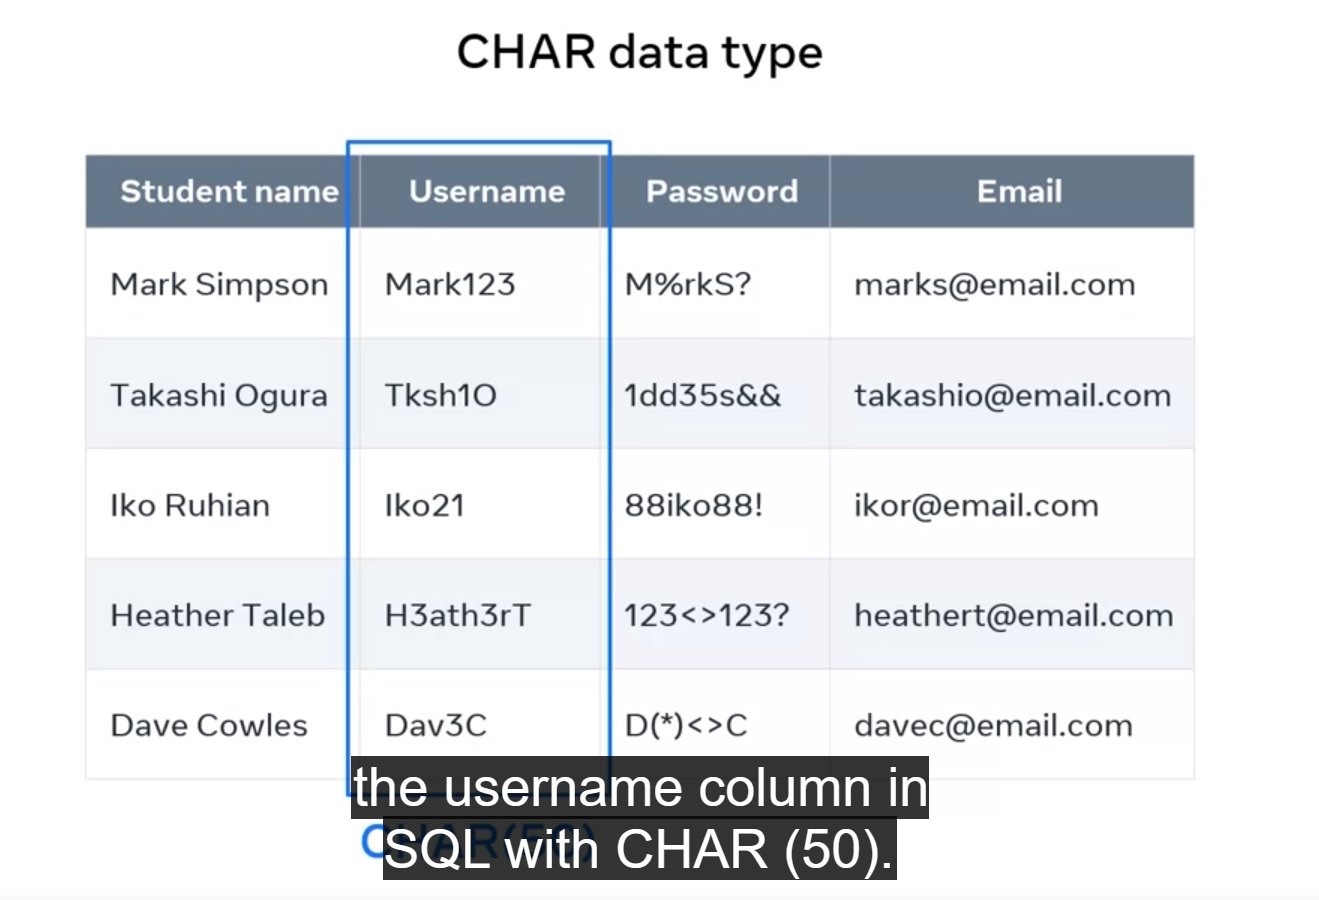 CHAR data type
Student name Username Password Email
Mark Simpson Mark123 M%rkS? marks@email.com
Takashi Ogura Tksh1O 1dd35s&& takashio@email.com
Iko Ruhian Iko21 88iko88! ikor@email.com
Heather Taleb H3ath3rT 123<>123? heathert@email.com
Dave Cowles Dav3C D(*)<>C davec@email.com
the username column in
CHAR(50)
SQL with CHAR (50).